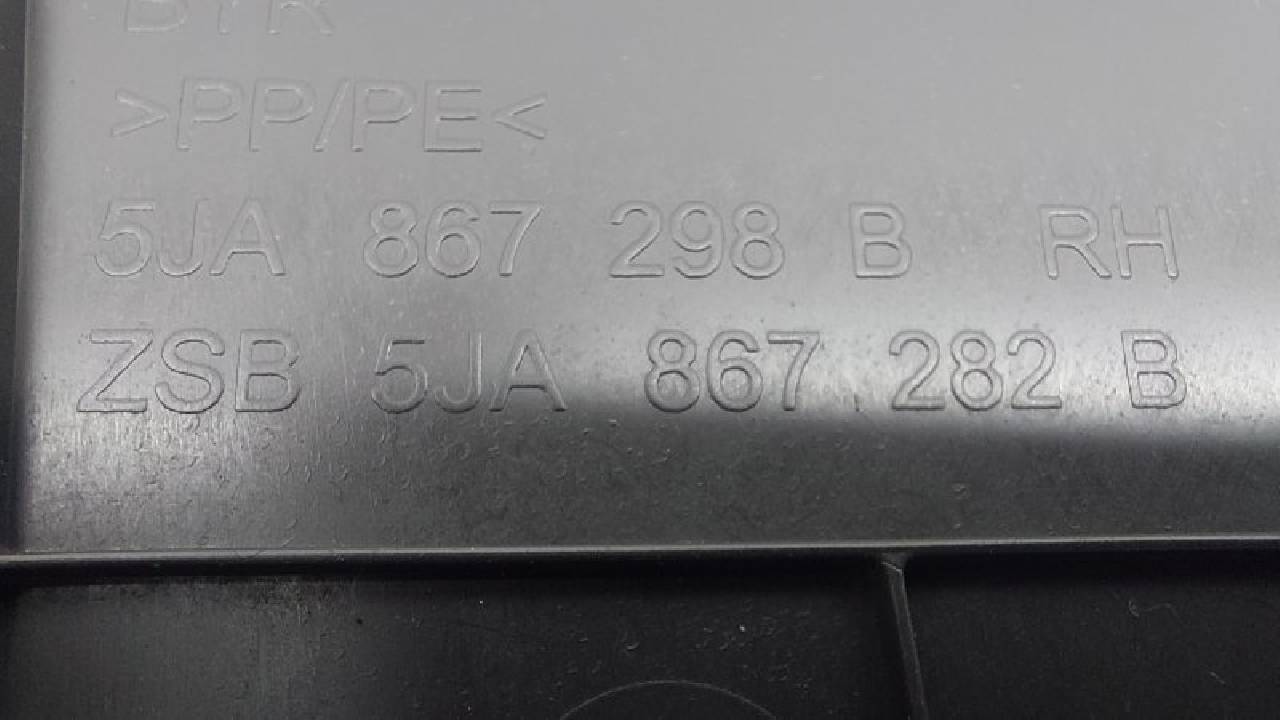 >PP/PE<
5JA 867 298 B RH
ZSB 5JA 867 282 B